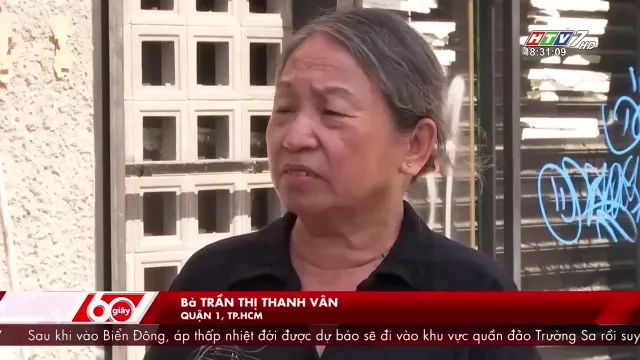 HTV7 HD
18:31:09
60 giây
Bà TRẦN THỊ THANH VÂN
QUẬN 1, TP.HCM
Sau khi vào Biển Đông, áp thấp nhiệt đới được dự báo sẽ đi vào khu vực quần đảo Trường Sa rồi suy